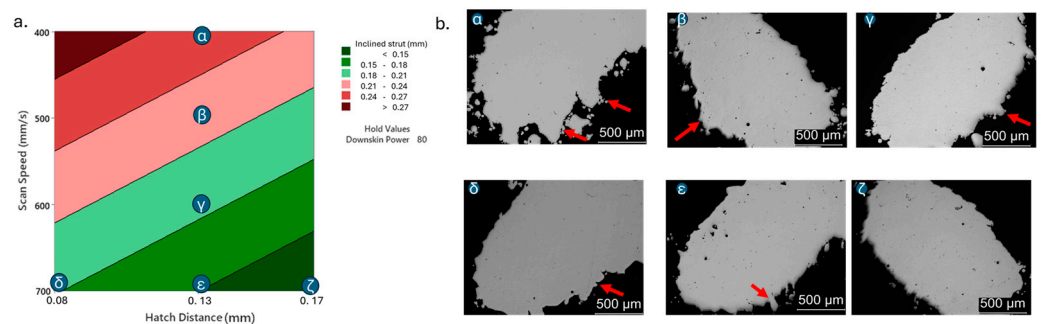 a.
400
500
600
700
Scan Speed (mm/s)
0.08
0.13
0.17
Hatch Distance (mm)
α
β
γ
δ
ε
ζ
Inclined strut (mm)
< 0.15
0.15 - 0.18
0.18 - 0.21
0.21 - 0.24
0.24 - 0.27
> 0.27
Hold Values
Downskin Power 80
b.
α
500 µm
β
500 µm
γ
500 µm
δ
500 µm
ε
500 µm
ζ
500 µm